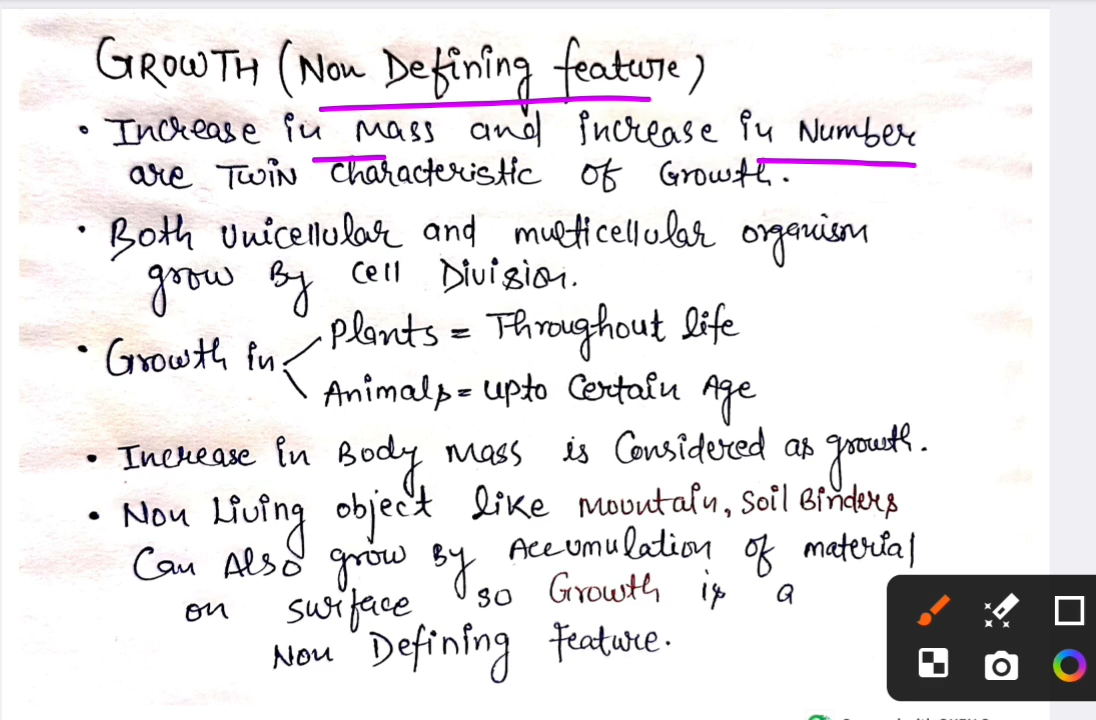 GROWTH (Non Defining feature)
• Increase in Mass and increase in Number
are Twin characteristic of Growth.
• Both Unicellular and multicellular organism
grow By cell Division.
• Growth in
Plants = Throughout life
Animals = upto Certain Age
• Increase in Body mass is Considered as growth.
• Non Living object like mountain, Soil Binders
Can Also grow By Accumulation of material
on surface so Growth is a
Non Defining feature.